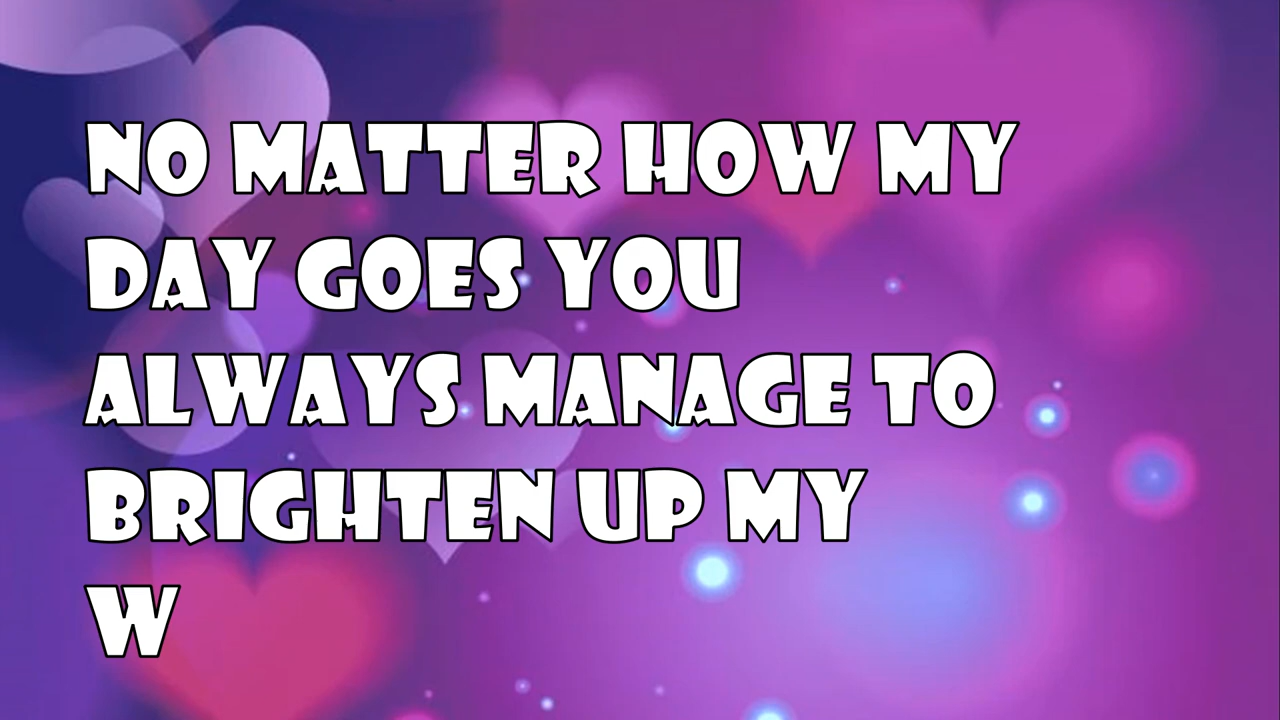 NO MATTER HOW MY
DAY GOES YOU
ALWAYS MANAGE TO
BRIGHTEN UP MY
W